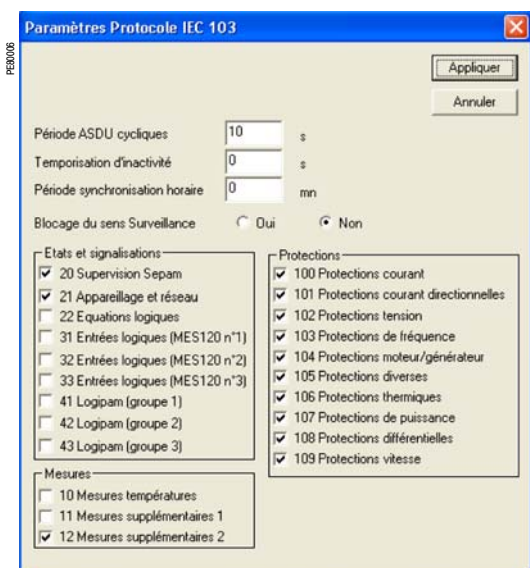 PE80006
Paramètres Protocole IEC 103
Appliquer
Annuler
Période ASDU cycliques 10 s
Temporisation d'inactivité 0 s
Période synchronisation horaire 0 mn
Blocage du sens Surveillance Oui Non
Etats et signalisations
20 Supervision Sepam
21 Appareillage et réseau
22 Equations logiques
31 Entrées logiques (MES120 n°1)
32 Entrées logiques (MES120 n°2)
33 Entrées logiques (MES120 n°3)
41 Logipam (groupe 1)
42 Logipam (groupe 2)
43 Logipam (groupe 3)
Mesures
10 Mesures températures
11 Mesures supplémentaires 1
12 Mesures supplémentaires 2
Protections
100 Protections courant
101 Protections courant directionnelles
102 Protections tension
103 Protections de fréquence
104 Protections moteur/générateur
105 Protections diverses
106 Protections thermiques
107 Protections de puissance
108 Protections différentielles
109 Protections vitesse